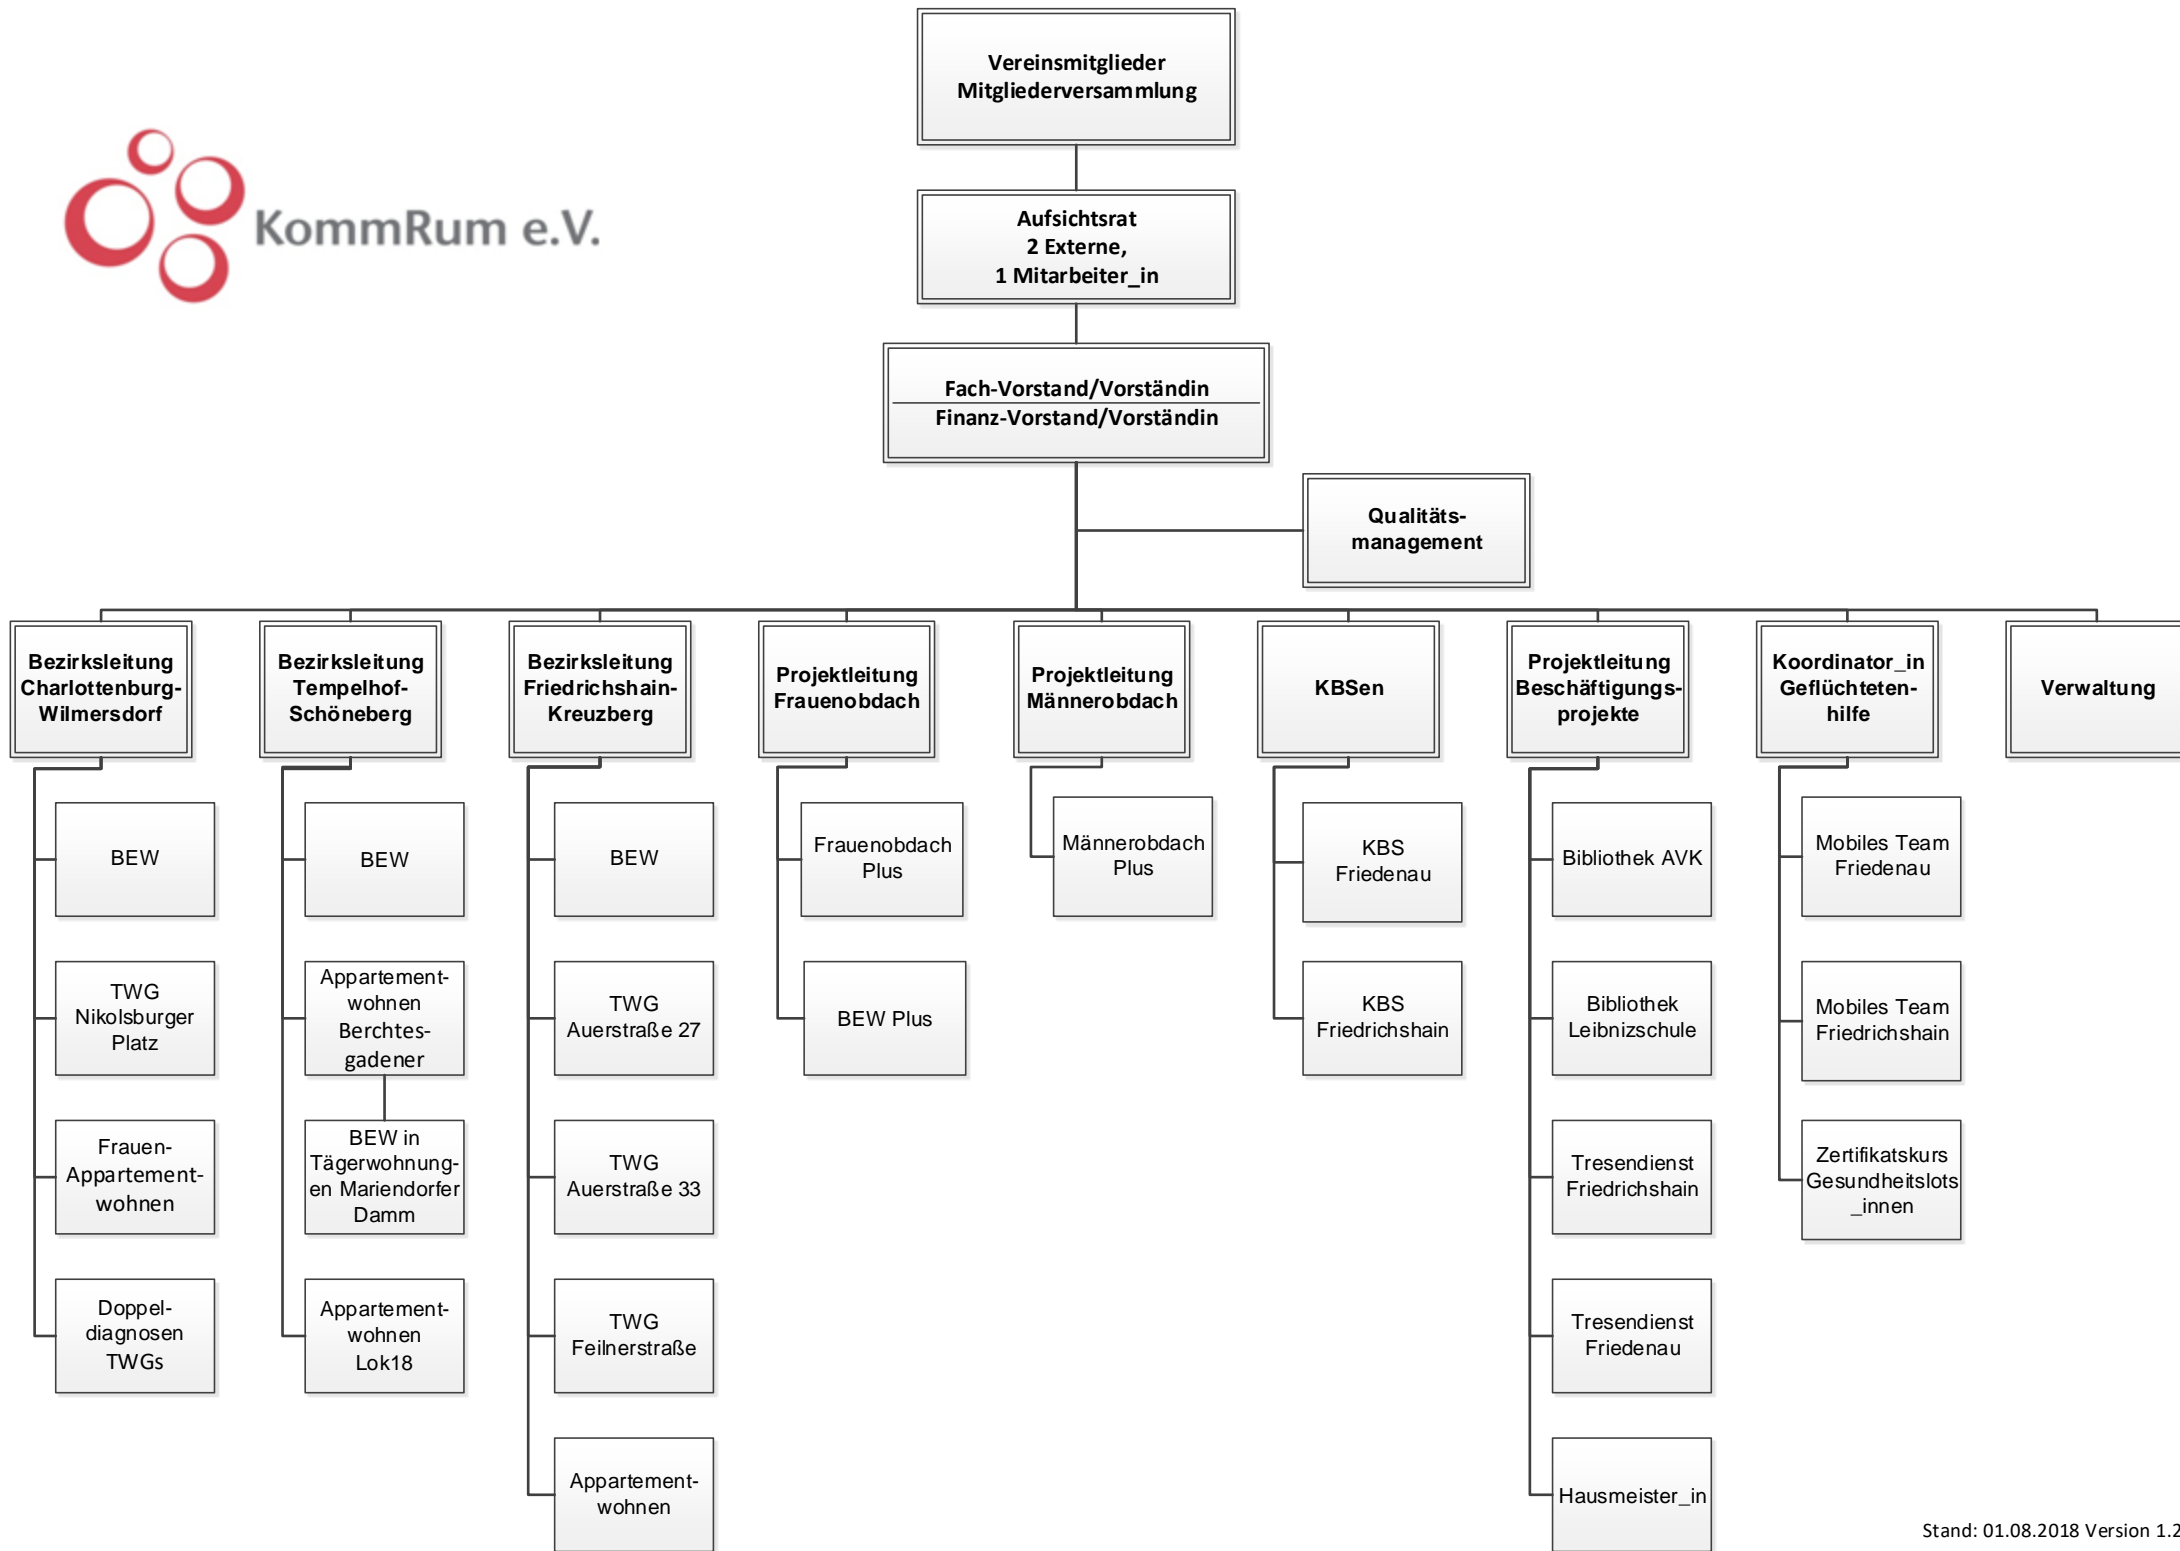 Vereinsmitglieder
Mitgliederversammlung
KommRum e.V.
Aufsichtsrat
2 Externe,
1 Mitarbeiter_in
Fach-Vorstand/Vorständin
Finanz-Vorstand/Vorständin
Qualitäts-
management
Bezirksleitung
Charlottenburg-
Wilmersdorf
Bezirksleitung
Tempelhof-
Schöneberg
Bezirksleitung
Friedrichshain-
Kreuzberg
Projektleitung
Frauenobdach
Projektleitung
Männerobdach
KBSen
Projektleitung
Beschäftigungs-
projekte
Koordinator_in
Geflüchteten-
hilfe
Verwaltung
BEW
TWG
Nikolsburger
Platz
Frauen-
Appartement-
wohnen
Doppel-
diagnosen
TWGs
BEW
Appartement-
wohnen
Berchtes-
gadener
BEW in
Tägerwohnung-
en Mariendorfer
Damm
Appartement-
wohnen
Lok18
BEW
TWG
Auerstraße 27
TWG
Auerstraße 33
TWG
Feilnerstraße
Appartement-
wohnen
Frauenobdach
Plus
BEW Plus
Männerobdach
Plus
KBS
Friedenau
KBS
Friedrichshain
Bibliothek AVK
Bibliothek
Leibnizschule
Tresendienst
Friedrichshain
Tresendienst
Friedenau
Hausmeister_in
Mobiles Team
Friedenau
Mobiles Team
Friedrichshain
Zertifikatskurs
Gesundheitslots
_innen
Stand: 01.08.2018 Version 1.2